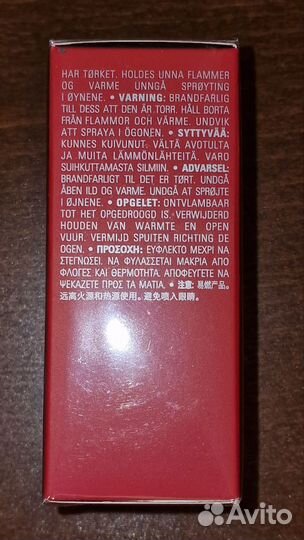 HAR TØRKET. HOLDES UNNA FLAMMER
OG VARME UNNGÅ SPRØYTING
I ØYNENE. • VARNING: BRANDFARLIG
TILL DESS ATT DEN ÄR TORR. HÅLL BORTA
FRÅN FLAMMOR OCH VÄRME. UNDVIK
ATT SPRAYA I ÖGONEN. • SYTTYVÄÄ:
KUNNES KUIVUNUT. VÄLTÄ AVOTULTA
JA MUITA LÄMMÖNLÄHTEITÄ. VARO
SUIHKUTTAMASTA SILMIIN. • ADVARSEL:
BRANDFARLIGT TIL DET ER TØRT. UNDGÅ
ÅBEN ILD OG VARME. UNDGÅ AT SPRØJTE
I ØJNENE. • OPGELET: ONTVLAMBAAR
TOT HET OPGEDROOGD IS. VERWIJDERD
HOUDEN VAN WARMTE EN OPEN
VUUR. VERMIJD SPUITEN RICHTING DE
OGEN. • ΠΡΟΣΟΧΗ: ΕΥΦΛΕΚΤΟ ΜΕΧΡΙ ΝΑ
ΣΤΕΓΝΩΣΕΙ. ΝΑ ΦΥΛΑΣΣΕΤΑΙ ΜΑΚΡΙΑ ΑΠΟ
ΦΛΟΓΕΣ ΚΑΙ ΘΕΡΜΟΤΗΤΑ. ΑΠΟΦΕΥΓΕΤΕ ΝΑ
ΨΕΚΑΖΕΤΕ ΠΡΟΣ ΤΑ ΜΑΤΙΑ. • 注意: 易燃产品。
远离火源和热源使用。避免喷入眼睛。
Avito